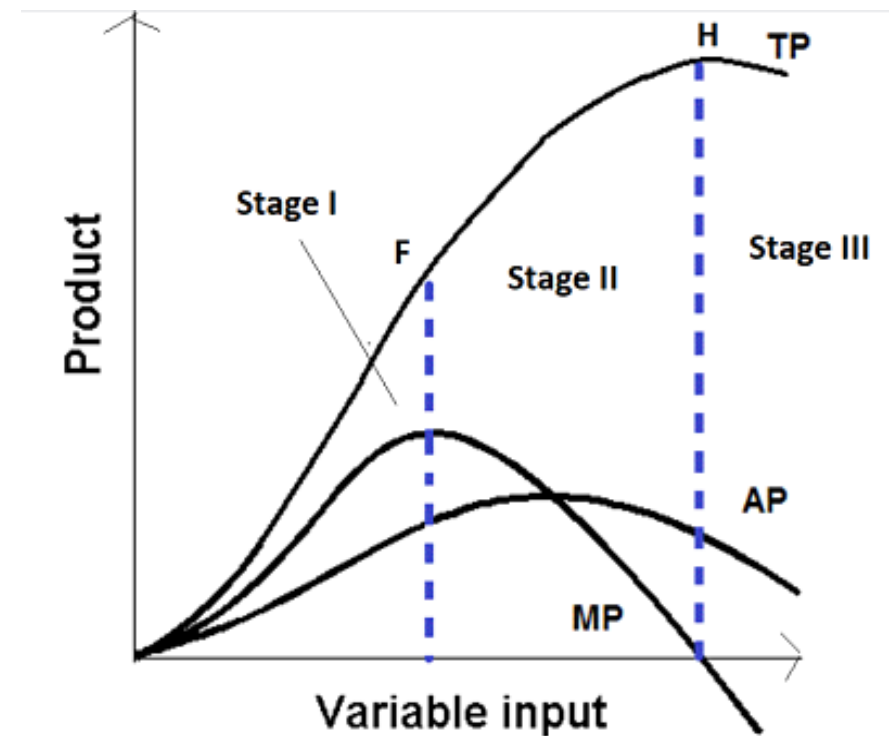 H
TP
Stage I
F
Stage II
Stage III
Product
AP
MP
Variable input